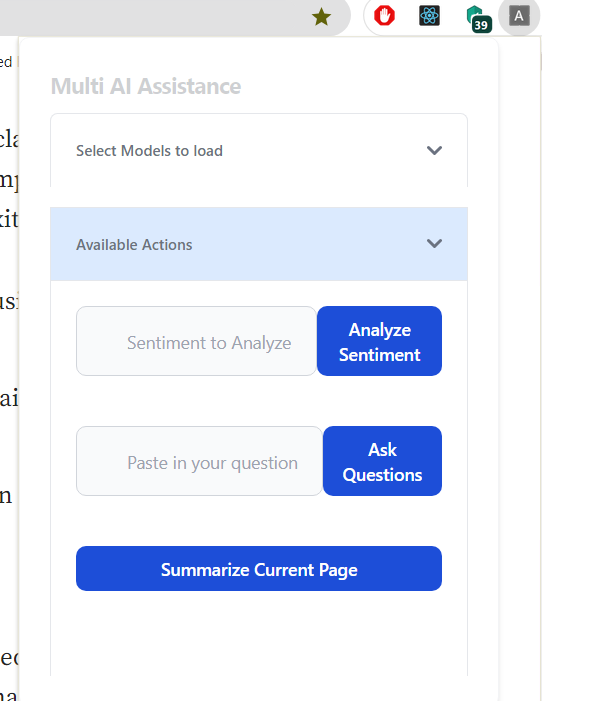 39
A
ed
Multi AI Assistance
cla
Select Models to load
mp
xit
Available Actions
usi
Sentiment to Analyze
Analyze
Sentiment
ai
Paste in your question
Ask
Questions
n
Summarize Current Page
ec
na